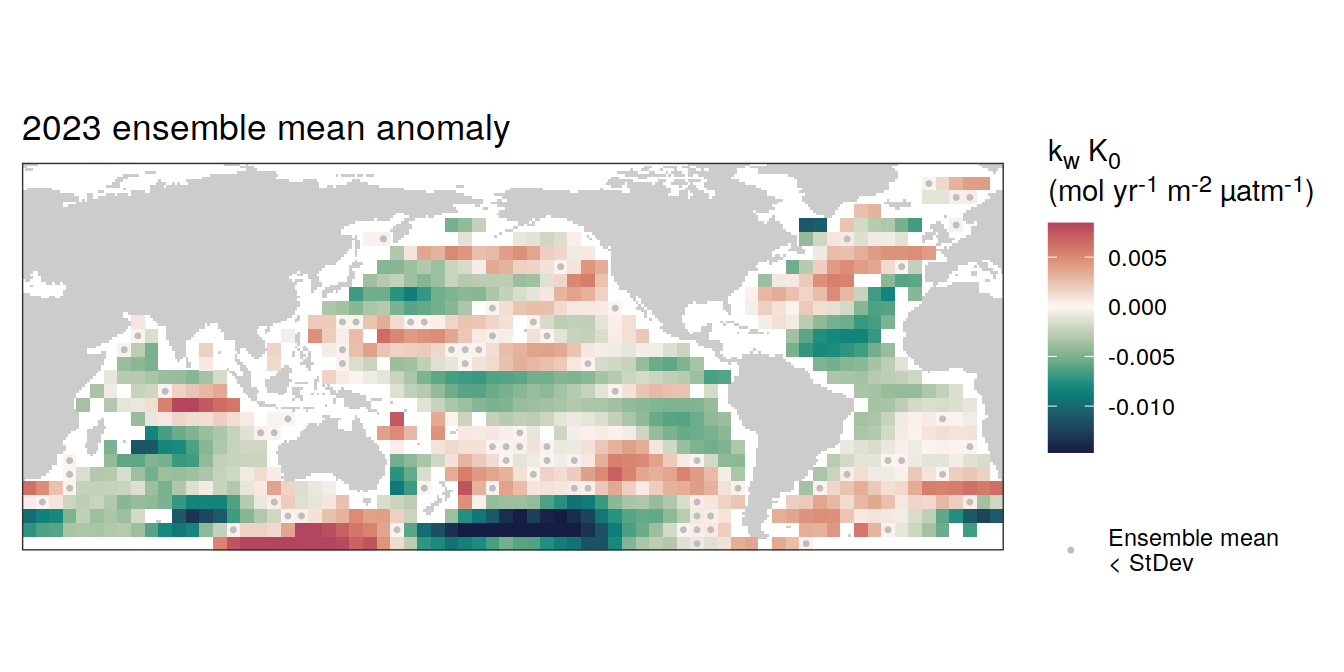 2023 ensemble mean anomaly
k_w K_0
(mol yr⁻¹ m⁻² µatm⁻¹)
0.005
0.000
-0.005
-0.010
Ensemble mean
< StDev